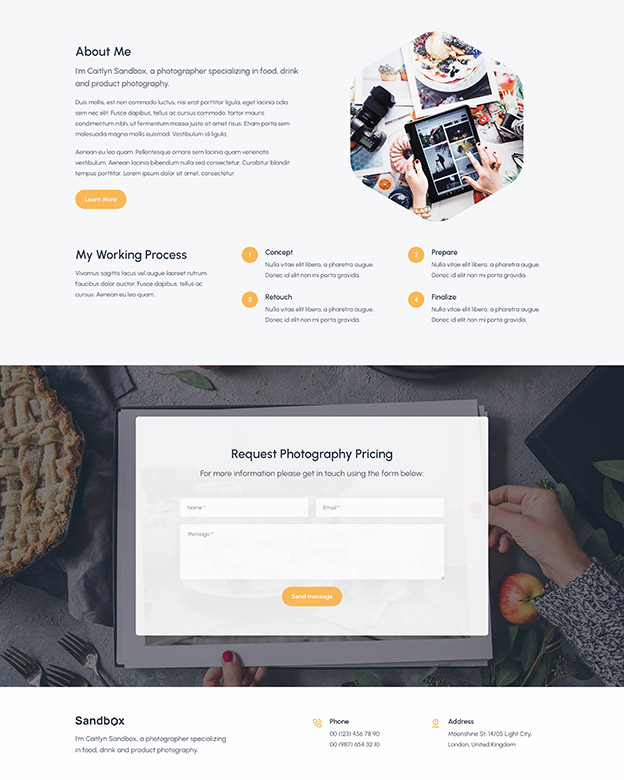 About Me
I'm Caitlyn Sandbox, a photographer specializing in food, drink
and product photography.
Duis mollis, est non commodo luctus, nisi erat porttitor ligula, eget lacinia odio
sem nec elit. Fusce dapibus, tellus ac cursus commodo, tortor mauris
condimentum nibh, ut fermentum massa justo sit amet risus. Etiam porta sem
malesuada magna mollis euismod. Vestibulum id ligula.
Aenean eu leo quam. Pellentesque ornare sem lacinia quam venenatis
vestibulum. Aenean lacinia bibendum nulla sed consectetur. Curabitur blandit
tempus porttitor. Lorem ipsum dolor sit amet, consectetur.
Learn More
My Working Process
Vivamus sagittis lacus vel augue laoreet rutrum
faucibus dolor auctor. Fusce dapibus, tellus ac
cursus. Aenean eu leo quam.
1
Concept
Nulla vitae elit libero, a pharetra augue.
Donec id elit non mi porta gravida.
2
Prepare
Nulla vitae elit libero, a pharetra augue.
Donec id elit non mi porta gravida.
3
Retouch
Nulla vitae elit libero, a pharetra augue.
Donec id elit non mi porta gravida.
4
Finalize
Nulla vitae elit libero, a pharetra augue.
Donec id elit non mi porta gravida.
Request Photography Pricing
For more information please get in touch using the form below:
Name *
Email *
Message *
Send message
Sandbox
I'm Caitlyn Sandbox, a photographer specializing
in food, drink and product photography.
Phone
00 (123) 456 78 90
00 (987) 654 32 10
Address
Moonshine St. 14/05 Light City,
London, United Kingdom